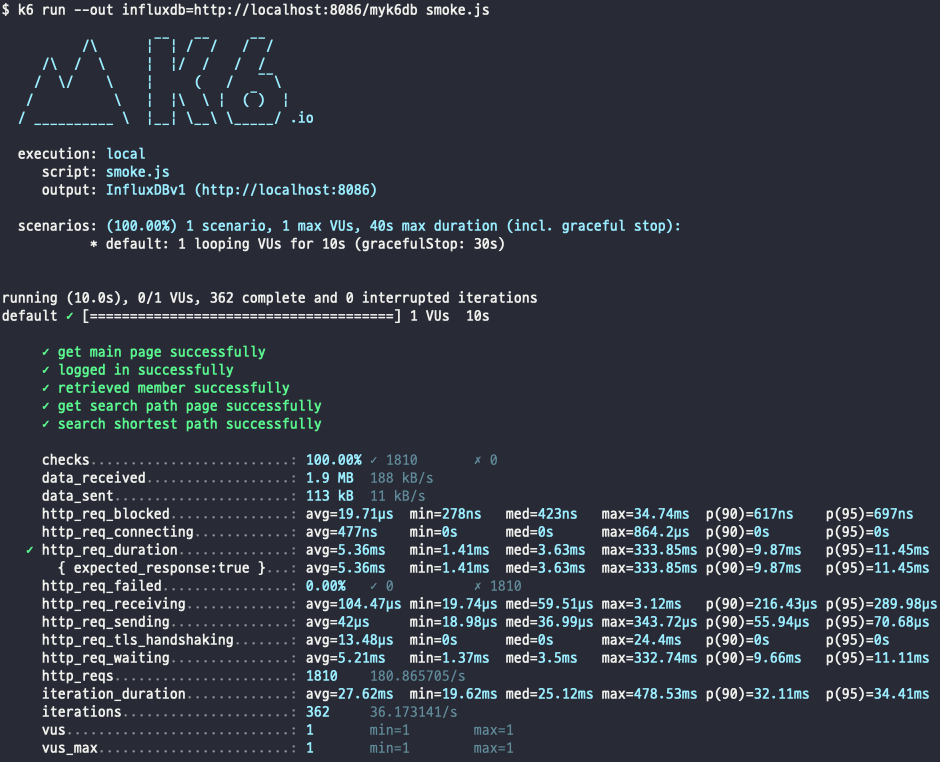 $ k6 run --out influxdb=http://localhost:8086/myk6db smoke.js
          /\      |‾‾| /‾‾/   /‾‾/
     /\  /  \     |  |/  /   /  /
    /  \/    \    |     (   /   ‾‾\
   /          \   |  |\  \ |  (‾)  |
  / __________ \  |__| \__\ \_____/ .io
execution: local
script: smoke.js
output: InfluxDBv1 (http://localhost:8086)
scenarios: (100.00%) 1 scenario, 1 max VUs, 40s max duration (incl. graceful stop):
* default: 1 looping VUs for 10s (gracefulStop: 30s)
running (10.0s), 0/1 VUs, 362 complete and 0 interrupted iterations
default ✓ [======================================] 1 VUs  10s
✓ get main page successfully
✓ logged in successfully
✓ retrieved member successfully
✓ get search path page successfully
✓ search shortest path successfully
checks.........................: 100.00% ✓ 1810       ✗ 0
data_received..................: 1.9 MB  188 kB/s
data_sent......................: 113 kB  11 kB/s
http_req_blocked...............: avg=19.71µs  min=278ns   med=423ns   max=34.74ms  p(90)=617ns    p(95)=697ns
http_req_connecting............: avg=477ns    min=0s      med=0s      max=864.2µs  p(90)=0s       p(95)=0s
✓ http_req_duration..............: avg=5.36ms   min=1.41ms  med=3.63ms  max=333.85ms p(90)=9.87ms   p(95)=11.45ms
{ expected_response:true }...: avg=5.36ms   min=1.41ms  med=3.63ms  max=333.85ms p(90)=9.87ms   p(95)=11.45ms
http_req_failed................: 0.00%   ✓ 0          ✗ 1810
http_req_receiving.............: avg=104.47µs min=19.74µs med=59.51µs max=3.12ms   p(90)=216.43µs p(95)=289.98µs
http_req_sending...............: avg=42µs     min=18.98µs med=36.99µs max=343.72µs p(90)=55.94µs  p(95)=70.68µs
http_req_tls_handshaking.......: avg=13.48µs  min=0s      med=0s      max=24.4ms   p(90)=0s       p(95)=0s
http_req_waiting...............: avg=5.21ms   min=1.37ms  med=3.5ms   max=332.74ms p(90)=9.66ms   p(95)=11.11ms
http_reqs......................: 1810    180.865705/s
iteration_duration.............: avg=27.62ms  min=19.62ms med=25.12ms max=478.53ms p(90)=32.11ms  p(95)=34.41ms
iterations.....................: 362     36.173141/s
vus............................: 1       min=1        max=1
vus_max........................: 1       min=1        max=1